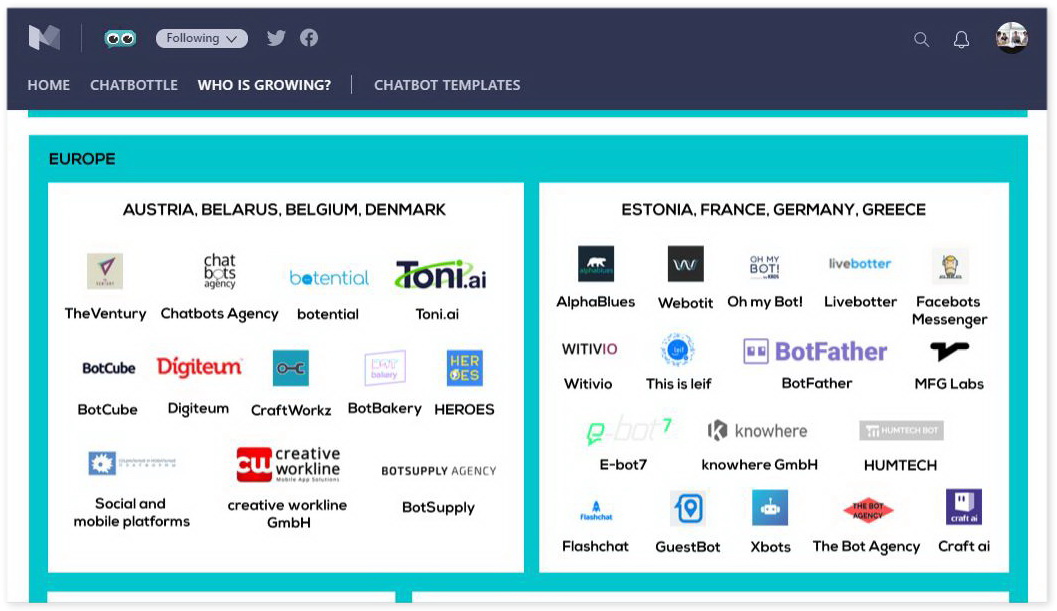 Following
HOME CHATBOTTLE WHO IS GROWING? CHATBOT TEMPLATES
EUROPE
AUSTRIA, BELARUS, BELGIUM, DENMARK
chat bots agency
botential
Toni.ai
TheVentury Chatbots Agency botential Toni.ai
BotCube
Digiteum
BOT bakery
HEROES
BotCube Digiteum CraftWorkz BotBakery HEROES
creative
cw workline
Mobile App Solutions
BOTSUPPLY AGENCY
Social and
mobile platforms
creative workline
GmbH
BotSupply
ESTONIA, FRANCE, GERMANY, GREECE
alphablues
W
OH MY
BOT!
livebotter
AlphaBlues Webotit Oh my Bot! Livebotter Facebots
Messenger
WITIVIO
leif
BotFather
Witivio This is leif BotFather MFG Labs
e-bot7
knowhere
HUMTECH BOT
E-bot7 knowhere GmbH HUMTECH
flashchat
THE BOT
AGENCY
craft ai
Flashchat GuestBot Xbots The Bot Agency Craft ai